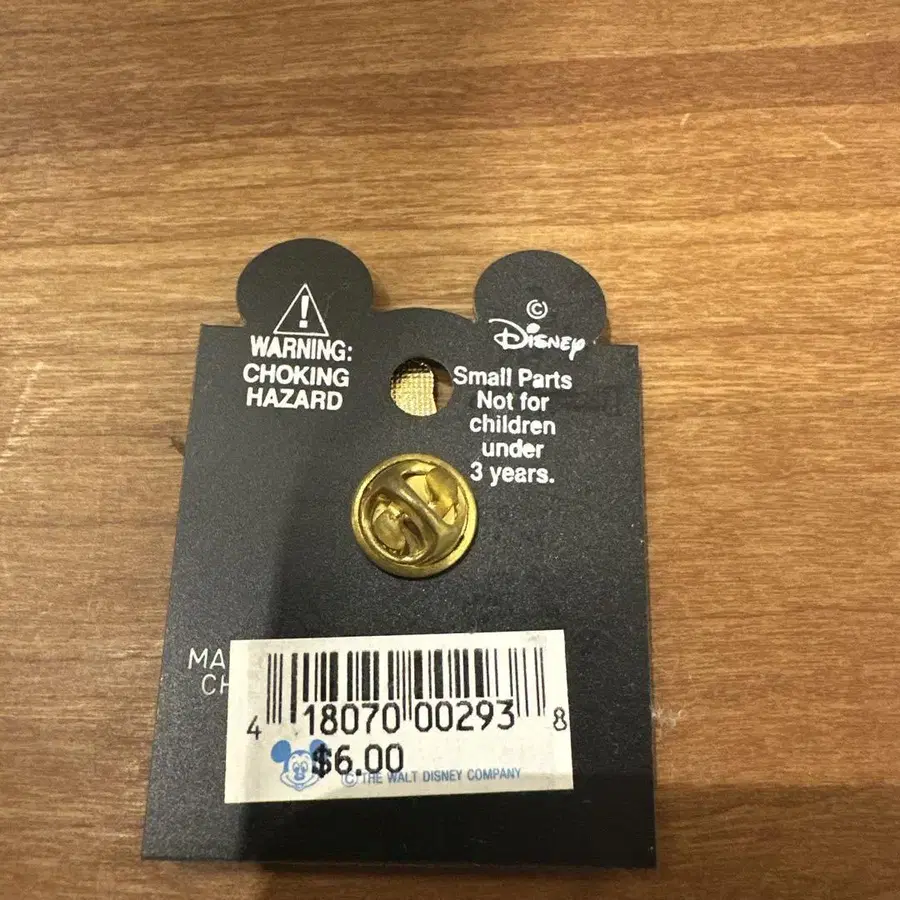 !
WARNING:
CHOKING
HAZARD
©
Disney
Small Parts
Not for
children
under
3 years.
MA
CH
4 18070 00293 8
$6.00
© THE WALT DISNEY COMPANY